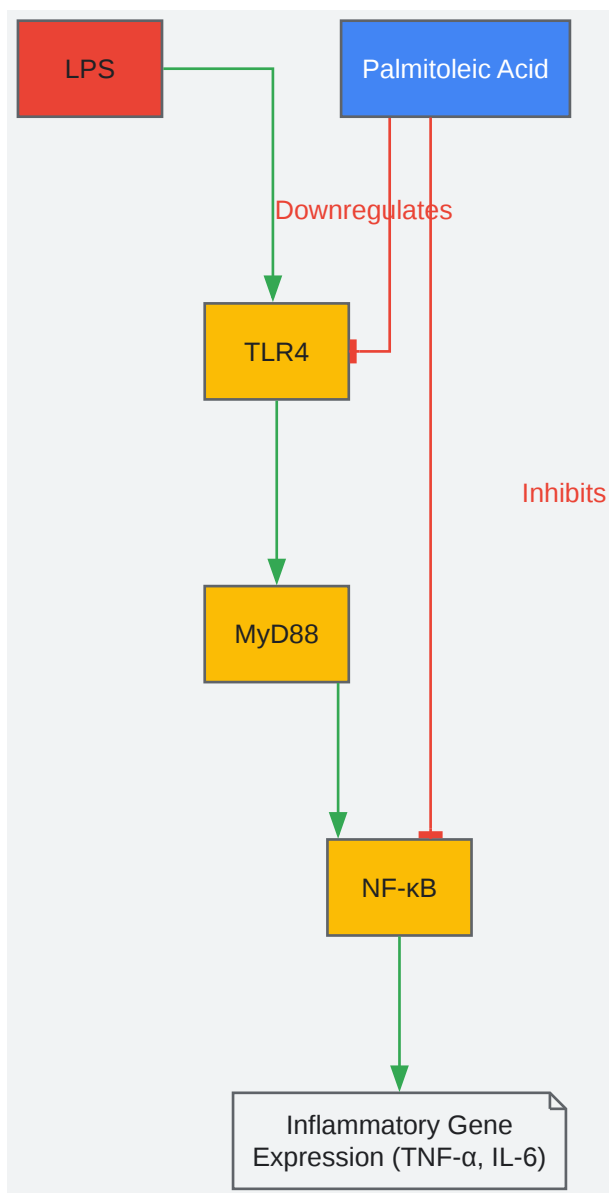 LPS
Palmitoleic Acid
Downregulates
TLR4
Inhibits
MyD88
NF-κB
Inflammatory Gene
Expression (TNF-α, IL-6)